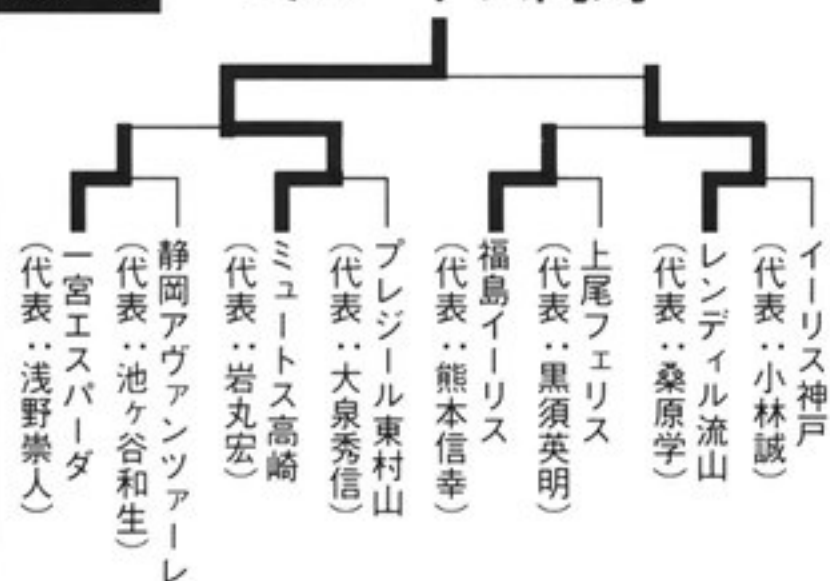 一宮エスパーダ
（代表：浅野崇人）
静岡アヴァンツァーレ
（代表：池ヶ谷和生）
ミュートス高崎
（代表：岩丸宏）
プレジール東村山
（代表：大泉秀信）
福島イーリス
（代表：熊本信幸）
上尾フェリス
（代表：黒須英明）
レンディル流山
（代表：桑原学）
イーリス神戸
（代表：小林誠）